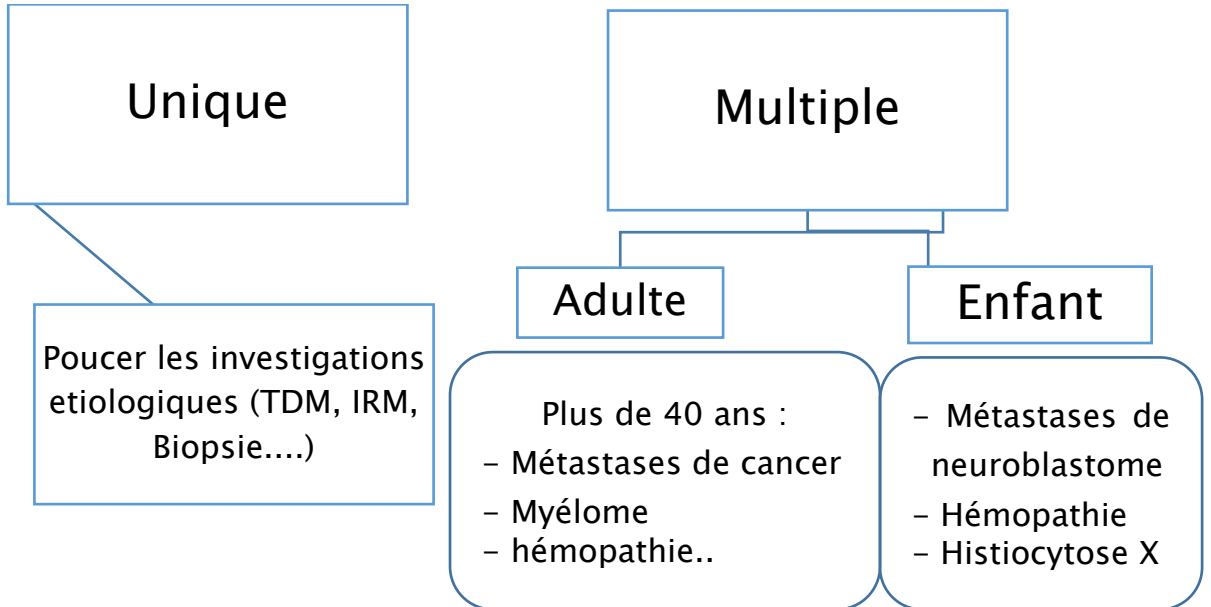 Unique
Multiple
Adulte
Enfant
Poucer les investigations
etiologiques (TDM, IRM,
Biopsie....)
Plus de 40 ans :
– Métastases de cancer
– Myélome
– hémopathie..
– Métastases de
neuroblastome
– Hémopathie
– Histiocytose X